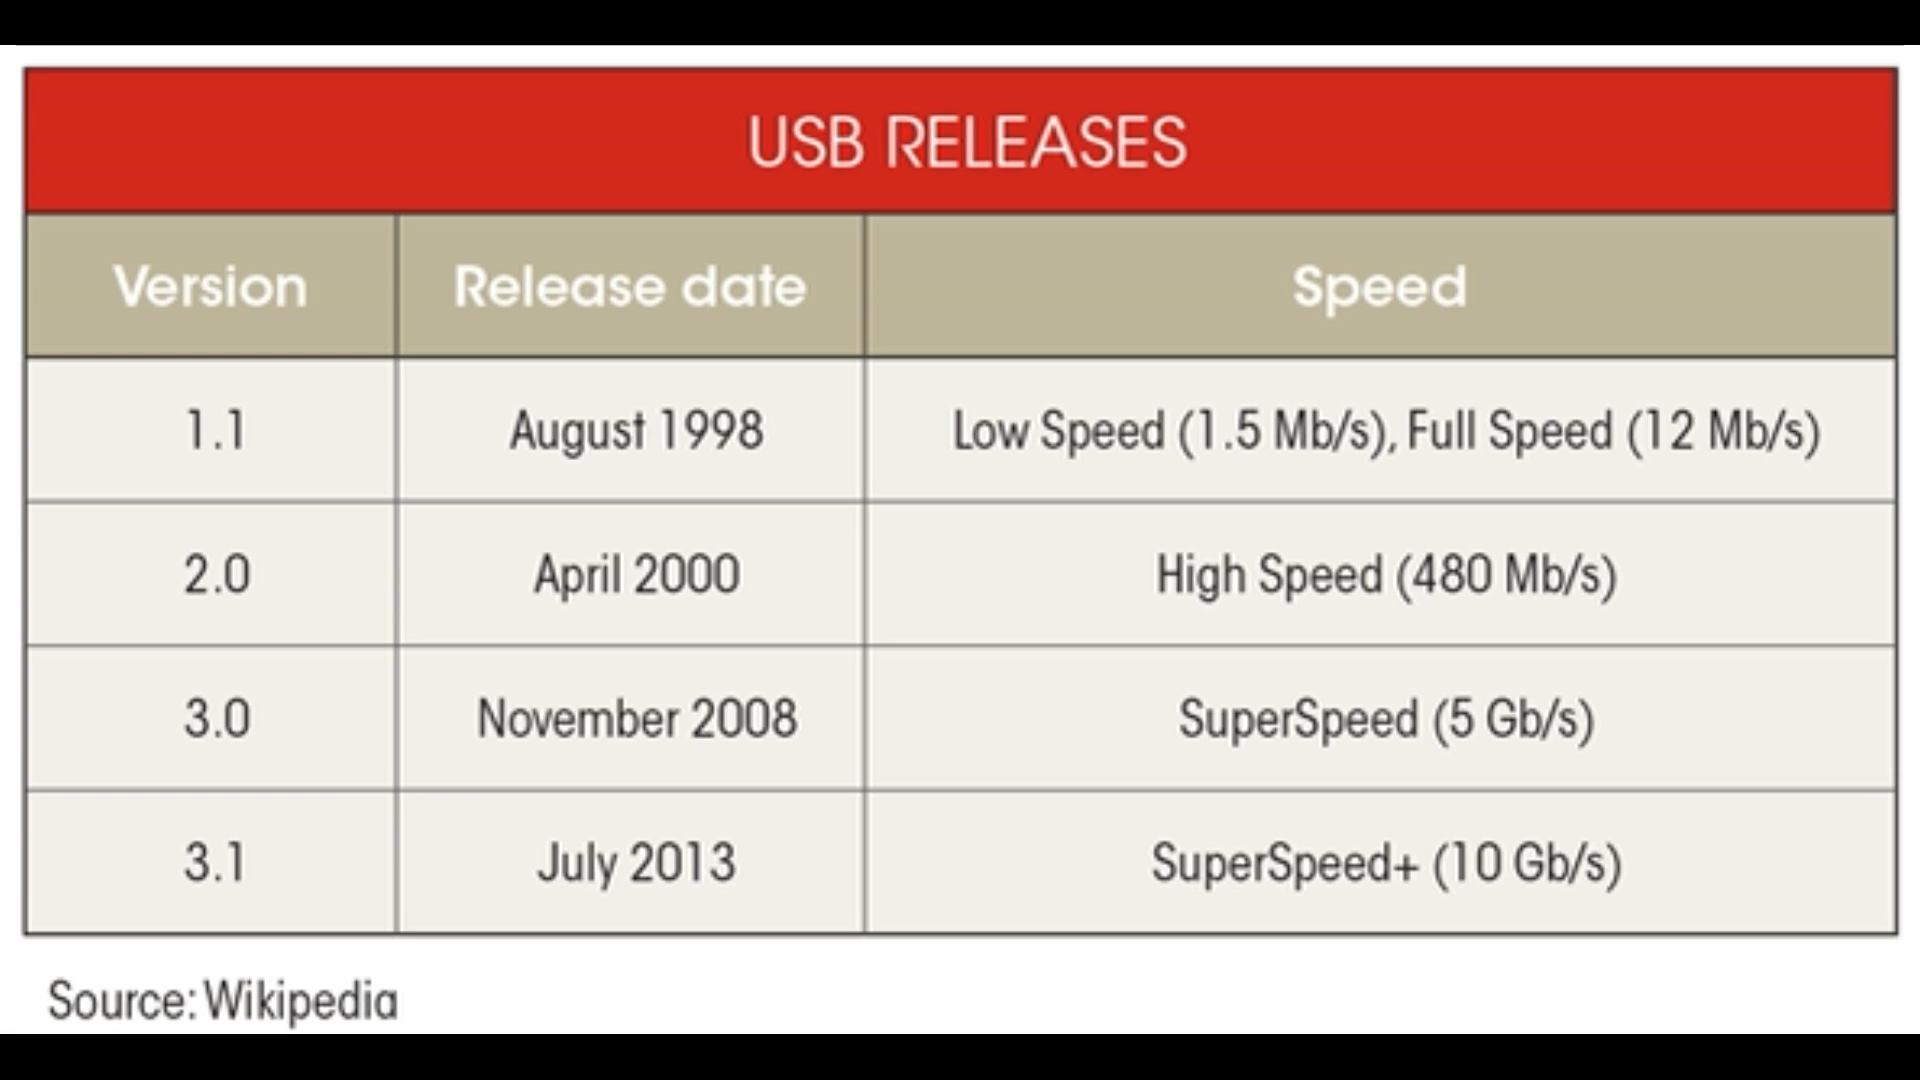 USB RELEASES
Version Release date Speed
1.1 August 1998 Low Speed (1.5 Mb/s), Full Speed (12 Mb/s)
2.0 April 2000 High Speed (480 Mb/s)
3.0 November 2008 SuperSpeed (5 Gb/s)
3.1 July 2013 SuperSpeed+ (10 Gb/s)
Source: Wikipedia